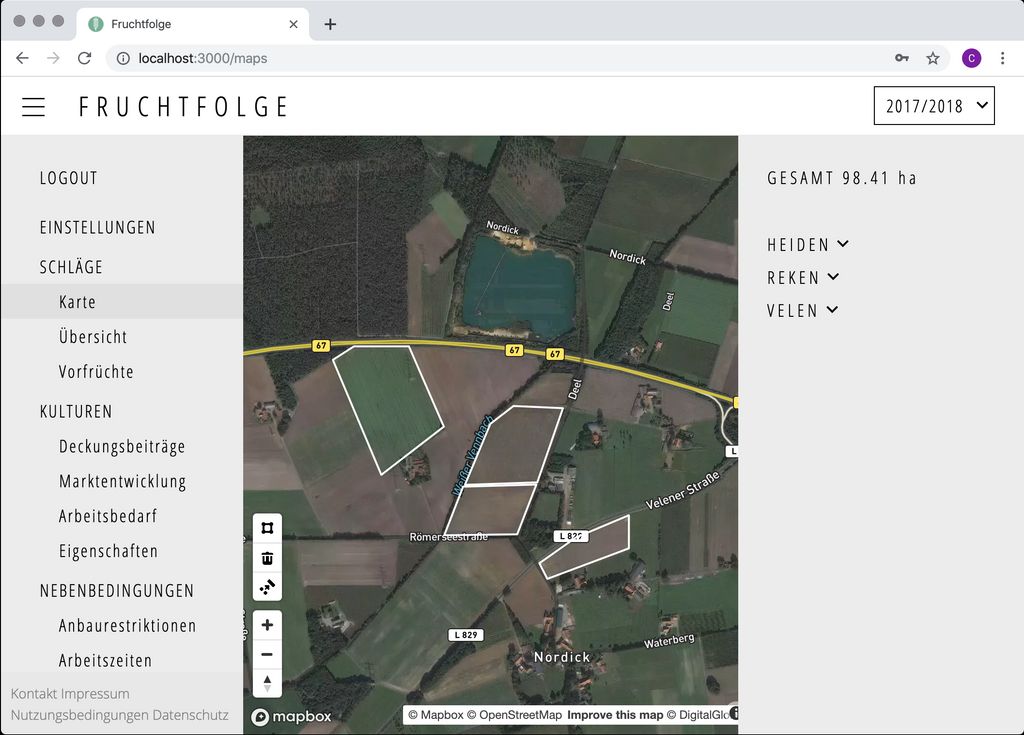 Fruchtfolge
localhost:3000/maps
C
FRUCHTFOLGE
2017/2018
LOGOUT
EINSTELLUNGEN
SCHLÄGE
Karte
Übersicht
Vorfrüchte
KULTUREN
Deckungsbeiträge
Marktentwicklung
Arbeitsbedarf
Eigenschaften
NEBENBEDINGUNGEN
Anbaurestriktionen
Arbeitszeiten
Kontakt Impressum
Nutzungsbedingungen Datenschutz
Nordick
Nordick
Deel
67
67
67
Deel
L
Weißer Vennbach
Velener Straße
Römerseestraße
L 829
L 829
Waterberg
Nordick
mapbox
© Mapbox © OpenStreetMap Improve this map © DigitalGlo
GESAMT 98.41 ha
HEIDEN
REKEN
VELEN